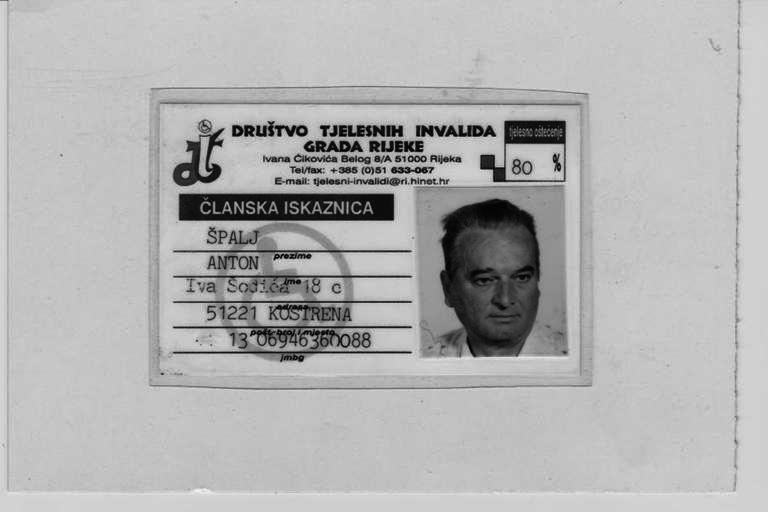 DRUŠTVO TJELESNIH INVALIDA
GRADA RIJEKE
Ivana Ćikovića Belog 8/A 51000 Rijeka
Tel/fax: +385 (0)51 633-067
E-mail: tjelesni-invalidi@ri.hinet.hr
tjelesno oštećenje
80 %
ČLANSKA ISKAZNICA
ŠPALJ
prezime
ANTON
ime
Iva Sodića 18 c
adresa
51221 KOSTRENA
pošt. broj i mjesto
13 06946360088
jmbg